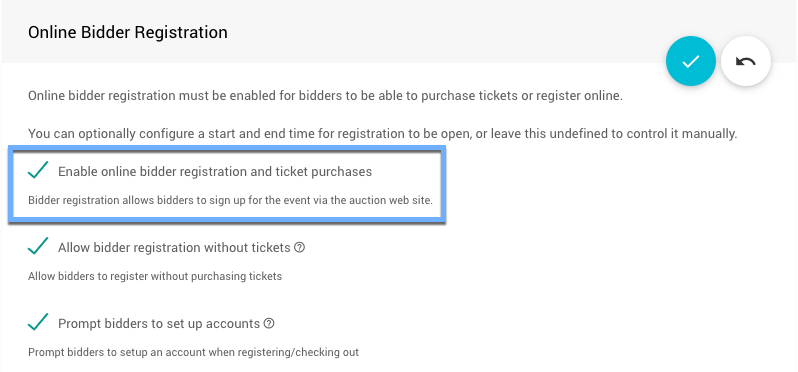 Online Bidder Registration
Online bidder registration must be enabled for bidders to be able to purchase tickets or register online.
You can optionally configure a start and end time for registration to be open, or leave this undefined to control it manually.
Enable online bidder registration and ticket purchases
Bidder registration allows bidders to sign up for the event via the auction web site.
Allow bidder registration without tickets
Allow bidders to register without purchasing tickets
Prompt bidders to set up accounts
Prompt bidders to setup an account when registering/checking out